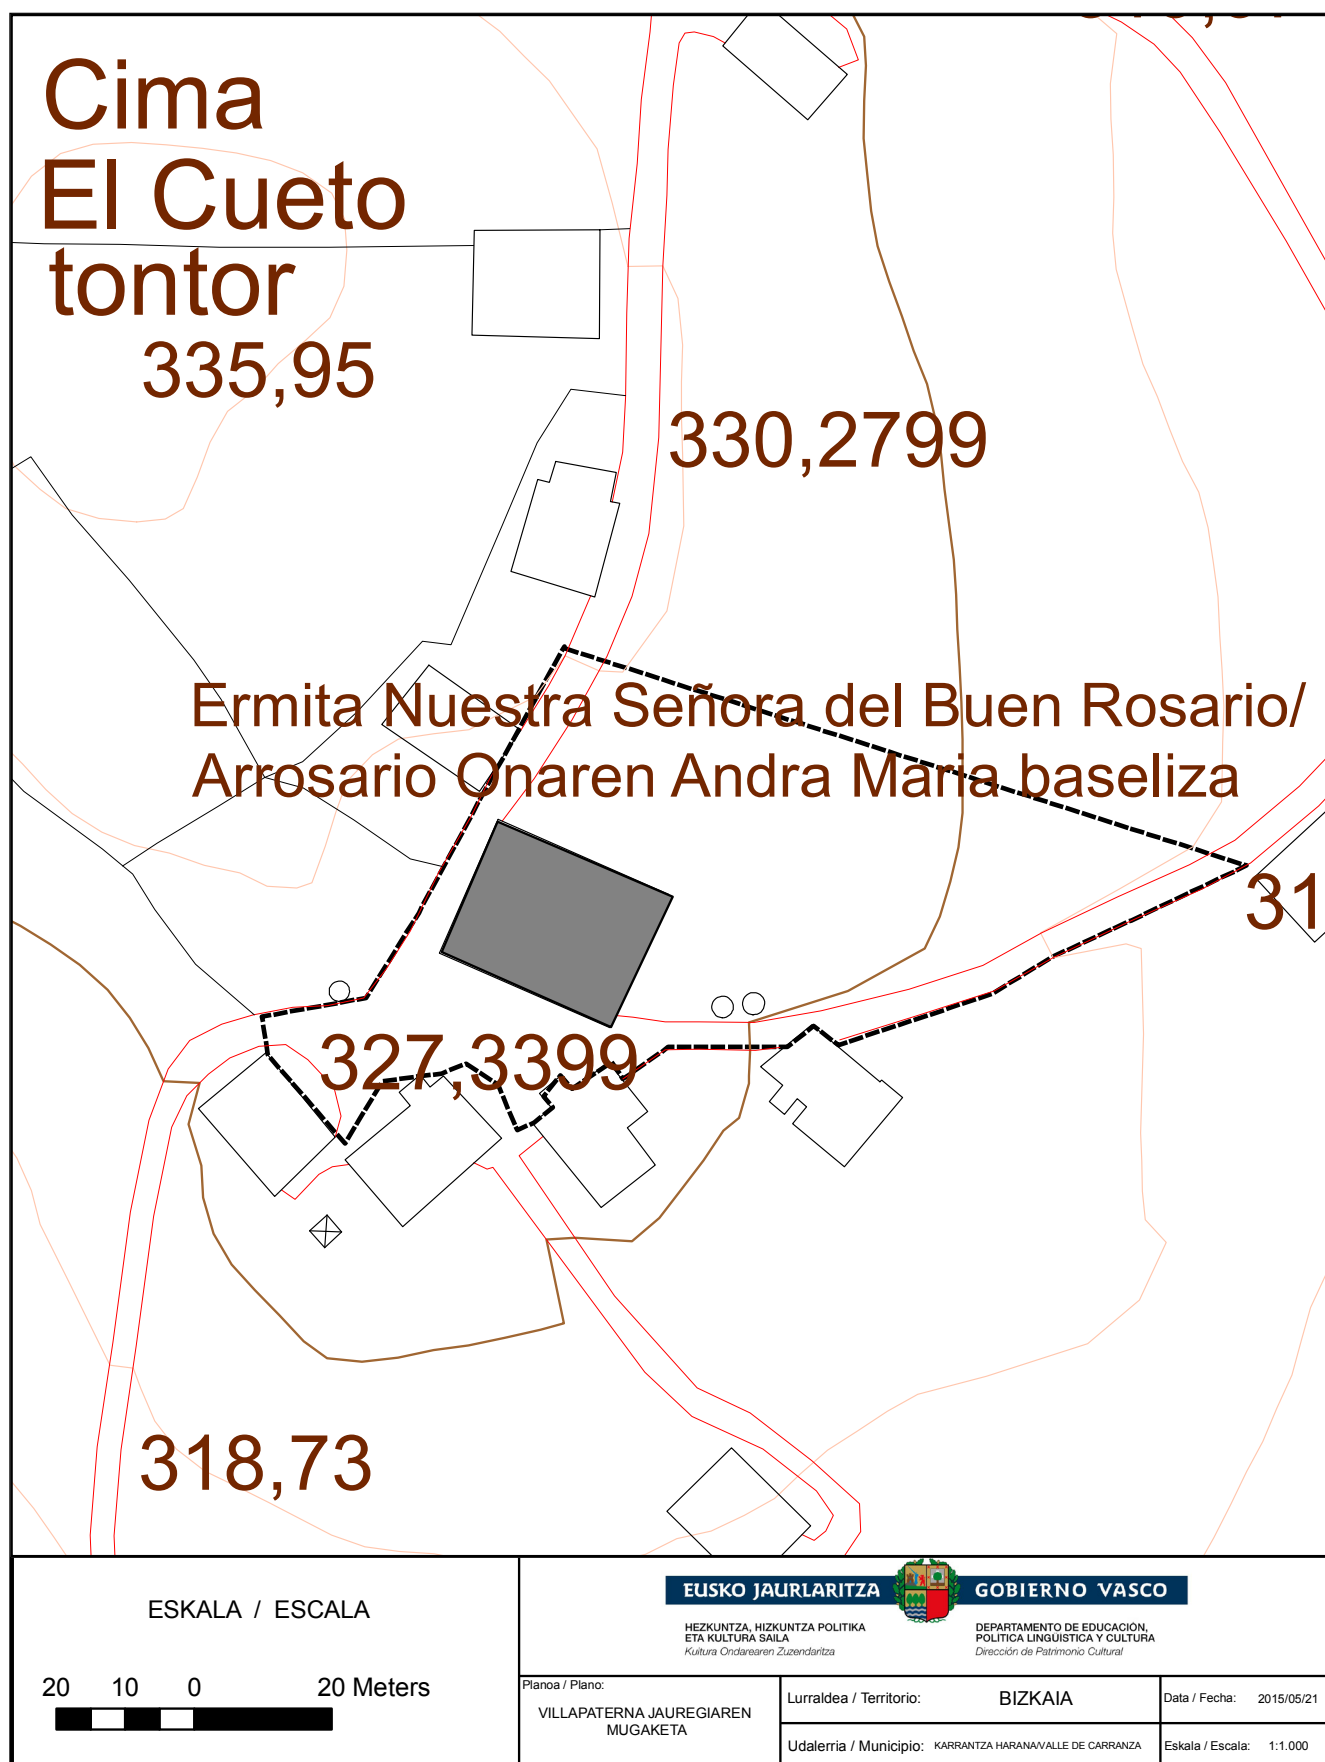 Cima
El Cueto
tontor
335,95
330,2799
Ermita Nuestra Señora del Buen Rosario/
Arrosario Onaren Andra Maria baseliza
31
327,3399
318,73
ESKALA / ESCALA
20 10 0 20 Meters
EUSKO JAURLARITZA GOBIERNO VASCO
HEZKUNTZA, HIZKUNTZA POLITIKA
ETA KULTURA SAILA
Kultura Ondarearen Zuzendaritza
DEPARTAMENTO DE EDUCACIÓN,
POLÍTICA LINGÜÍSTICA Y CULTURA
Dirección de Patrimonio Cultural
Planoa / Plano:
VILLAPATERNA JAUREGIAREN
MUGAKETA
Lurraldea / Territorio: BIZKAIA
Data / Fecha: 2015/05/21
Udalerria / Municipio: KARRANTZA HARANA/VALLE DE CARRANZA
Eskala / Escala: 1:1.000